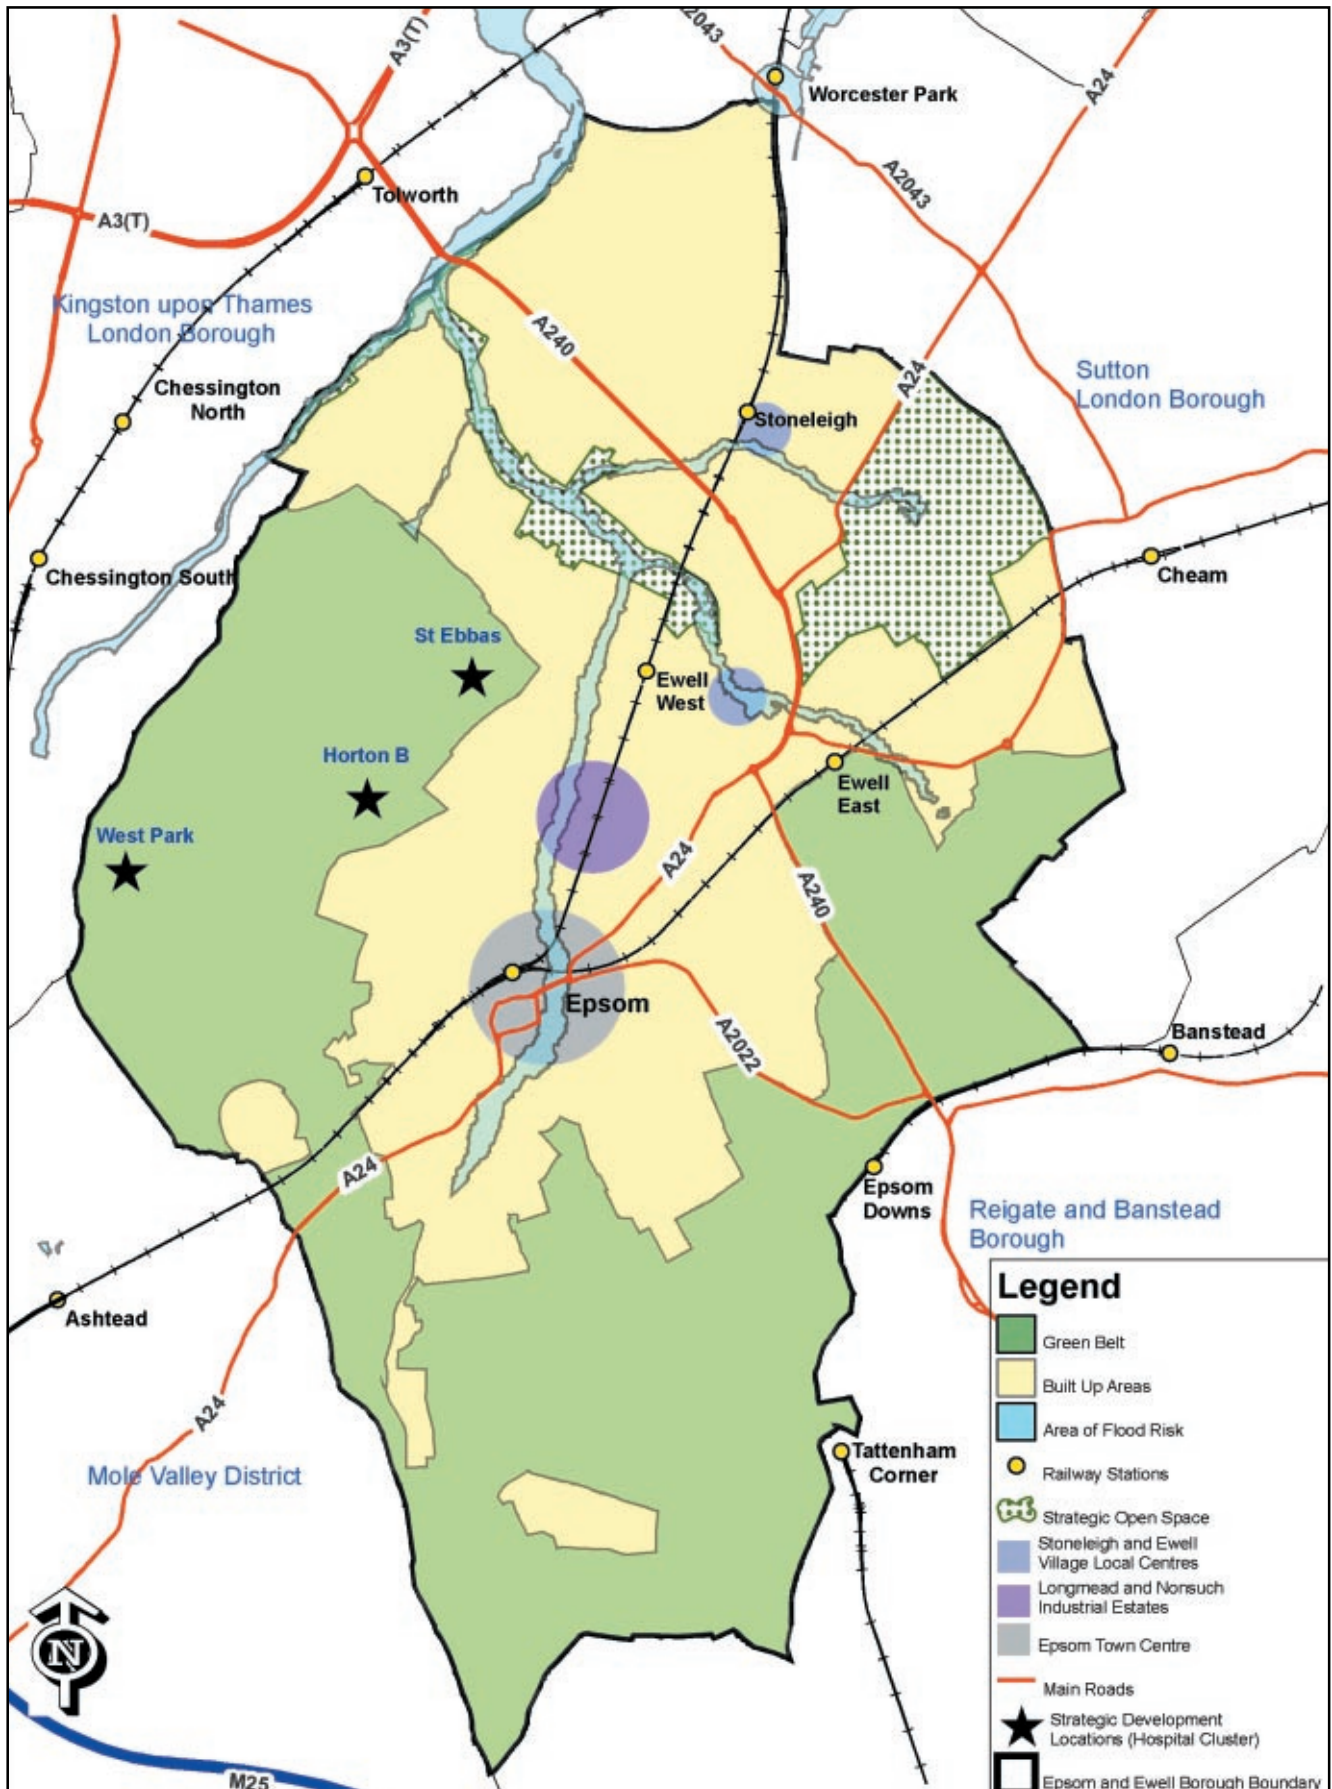 A3(T)
A2043
Worcester Park
A24
Tolworth
A2043
A3(T)
Kingston upon Thames
London Borough
A240
Chessington
North
A24
Sutton
London Borough
Stoneleigh
Chessington South
Cheam
St Ebbas
Ewell
West
Horton B
Ewell
East
West Park
A24
A240
Epsom
A2022
Banstead
A24
Epsom
Downs
Reigate and Banstead
Borough
Ashtead
A24
Mole Valley District
Tattenham
Corner
N
M25
Legend
Green Belt
Built Up Areas
Area of Flood Risk
Railway Stations
Strategic Open Space
Stoneleigh and Ewell
Village Local Centres
Longmead and Nonsuch
Industrial Estates
Epsom Town Centre
Main Roads
Strategic Development
Locations (Hospital Cluster)
Epsom and Ewell Borough Boundary